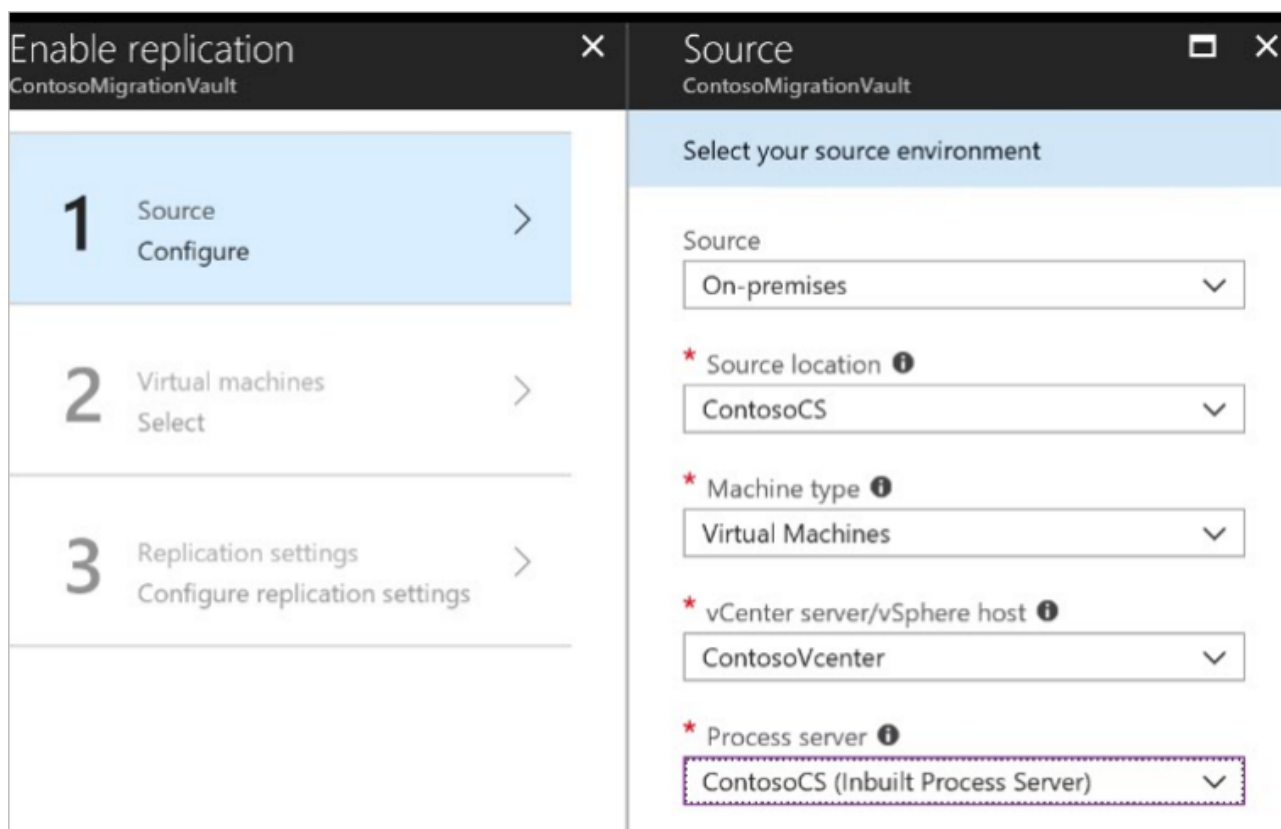 Enable replication
ContosoMigrationVault
1
Source
Configure
2
Virtual machines
Select
3
Replication settings
Configure replication settings
Source
ContosoMigrationVault
Select your source environment
Source
On-premises
* Source location
ContosoCS
* Machine type
Virtual Machines
* vCenter server/vSphere host
ContosoVcenter
* Process server
ContosoCS (Inbuilt Process Server)